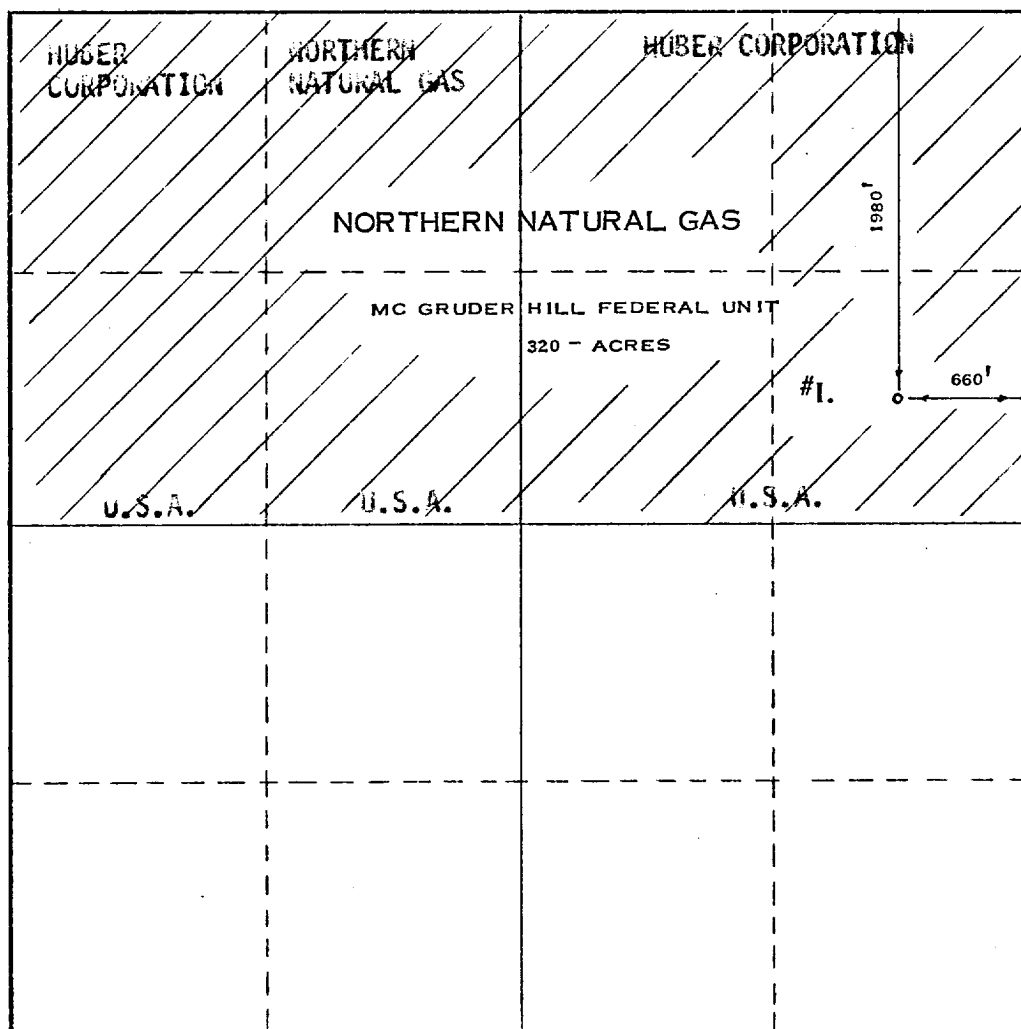 HUBER
CORPORATION
NORTHERN
NATURAL GAS
HUBER CORPORATION
1980'
NORTHERN NATURAL GAS
MC GRUDER HILL FEDERAL UNIT
320 - ACRES
#1.
660'
U.S.A.
U.S.A.
U.S.A.